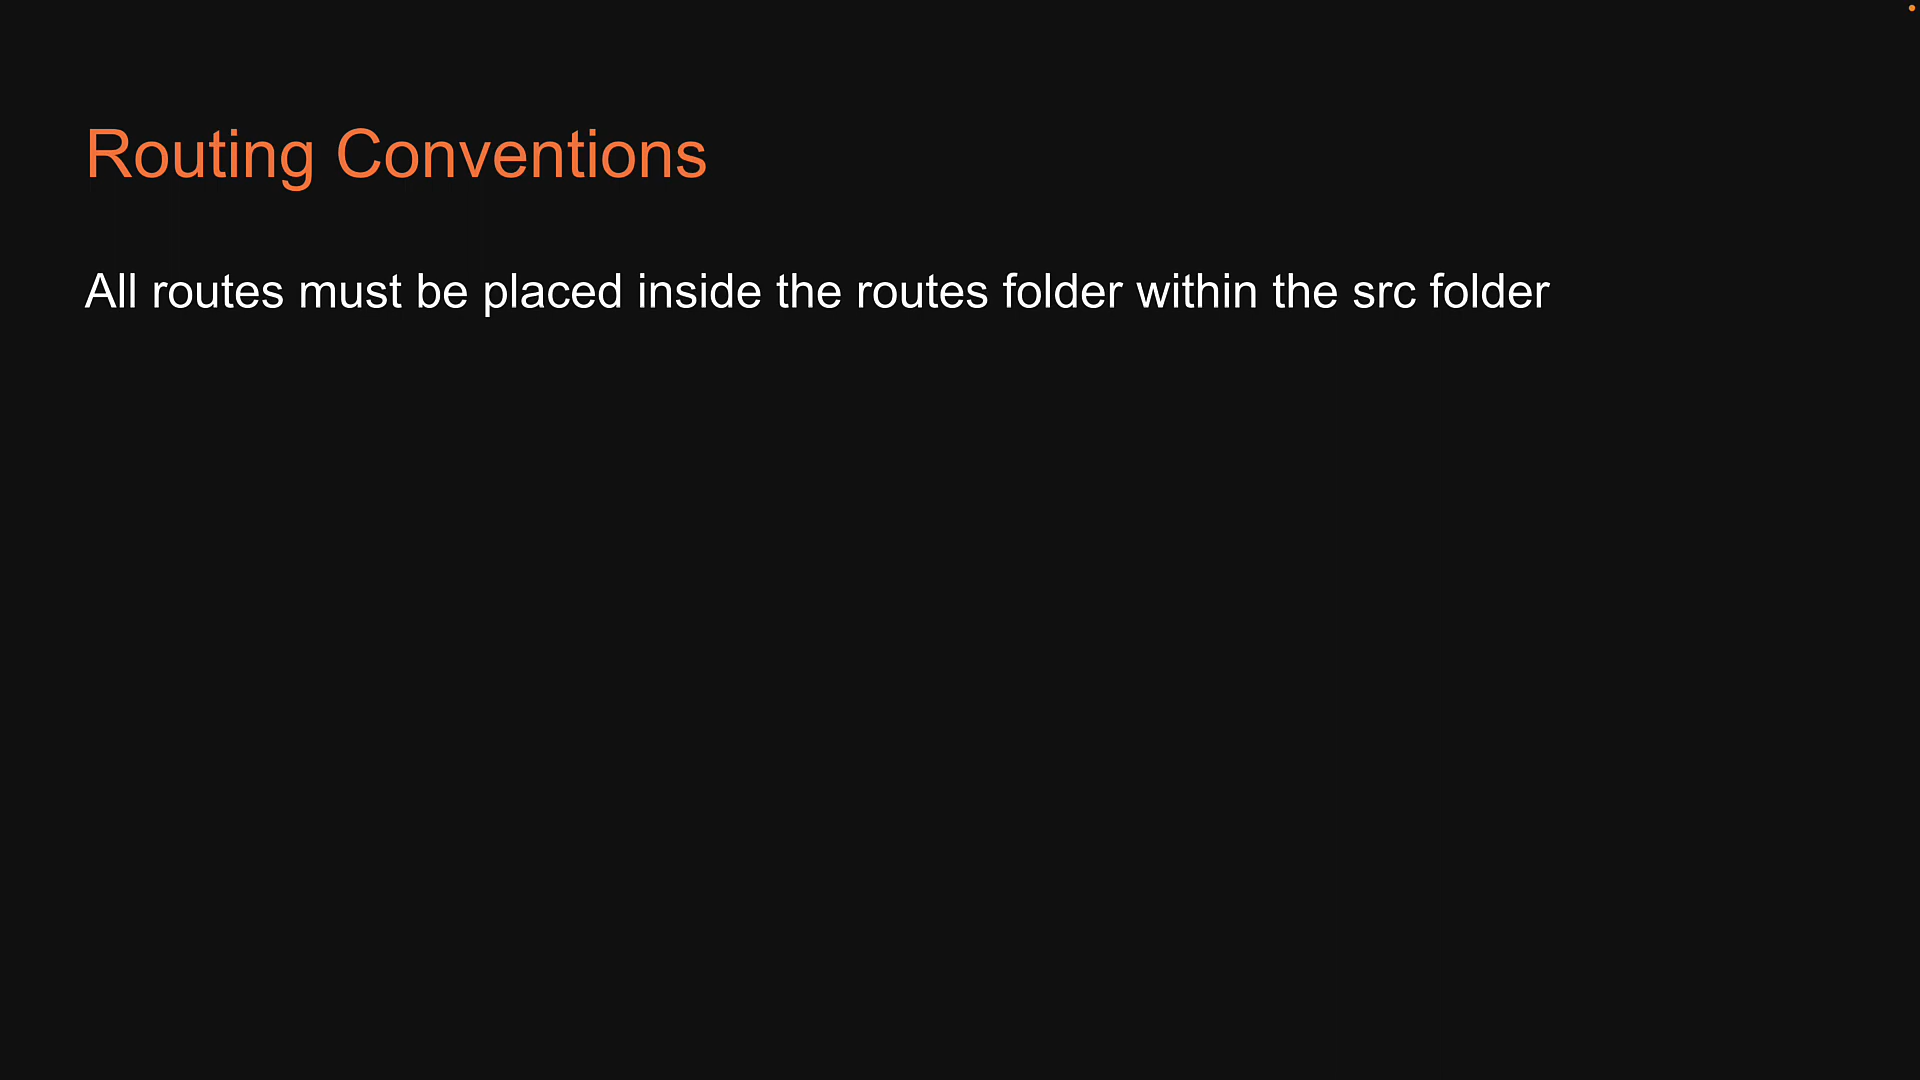 Routing Conventions
All routes must be placed inside the routes folder within the src folder